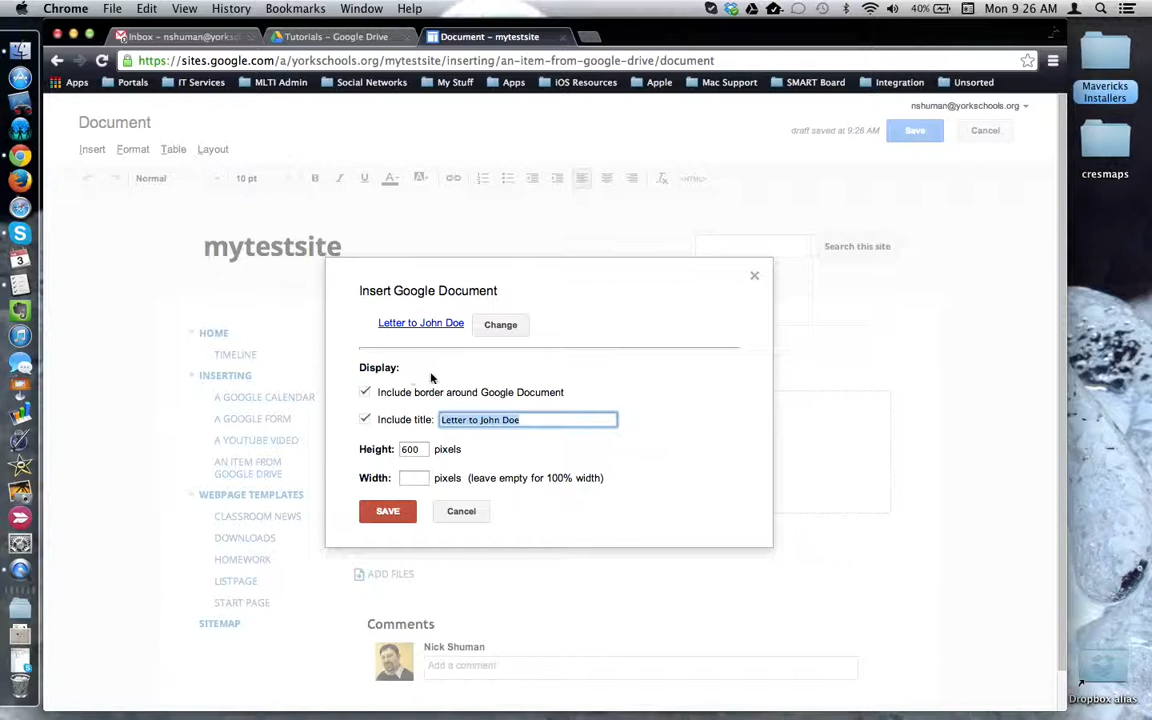 Chrome File Edit View History Bookmarks Window Help 40% Mon 9:26 AM
Inbox – nshuman@yorksc Tutorials – Google Drive Document – mytestsite
https://sites.google.com/a/yorkschools.org/mytestsite/inserting/an-item-from-google-drive/document
Apps Portals IT Services MLTI Admin Social Networks My Stuff Apps iOS Resources Apple Mac Support SMART Board Integration Unsorted
Mavericks
Installers
cresmaps
nshuman@yorkschools.org
Document
draft saved at 9:26 AM Save Cancel
Insert Format Table Layout
Normal 10 pt B I U A A <HTML>
mytestsite
Search this site
Insert Google Document
Letter to John Doe Change
Display:
Include border around Google Document
Include title: Letter to John Doe
Height: 600 pixels
Width: pixels (leave empty for 100% width)
SAVE Cancel
HOME
TIMELINE
INSERTING
A GOOGLE CALENDAR
A GOOGLE FORM
A YOUTUBE VIDEO
AN ITEM FROM
GOOGLE DRIVE
WEBPAGE TEMPLATES
CLASSROOM NEWS
DOWNLOADS
HOMEWORK
LISTPAGE
START PAGE
SITEMAP
ADD FILES
Comments
Nick Shuman
Add a comment
Dropbox alias
3